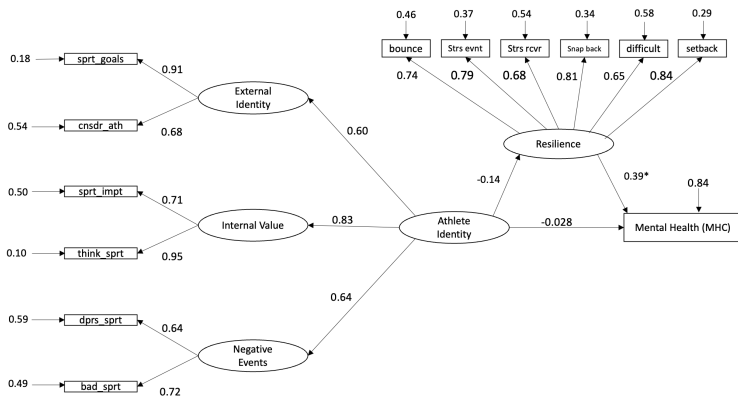 0.46 0.37 0.54 0.34 0.58 0.29
bounce Strs evnt Strs rcvr Snap back difficult setback
0.74 0.79 0.68 0.81 0.65 0.84
0.18 sprt_goals
0.91
External
Identity
0.54 cnsdr_ath
0.68
0.60
Resilience
-0.14
0.39*
0.84
0.50 sprt_impt
0.71
Internal Value
0.83
Athlete
Identity
-0.028
Mental Health (MHC)
0.10 think_sprt
0.95
0.64
0.59 dprs_sprt
0.64
Negative
Events
0.49 bad_sprt
0.72